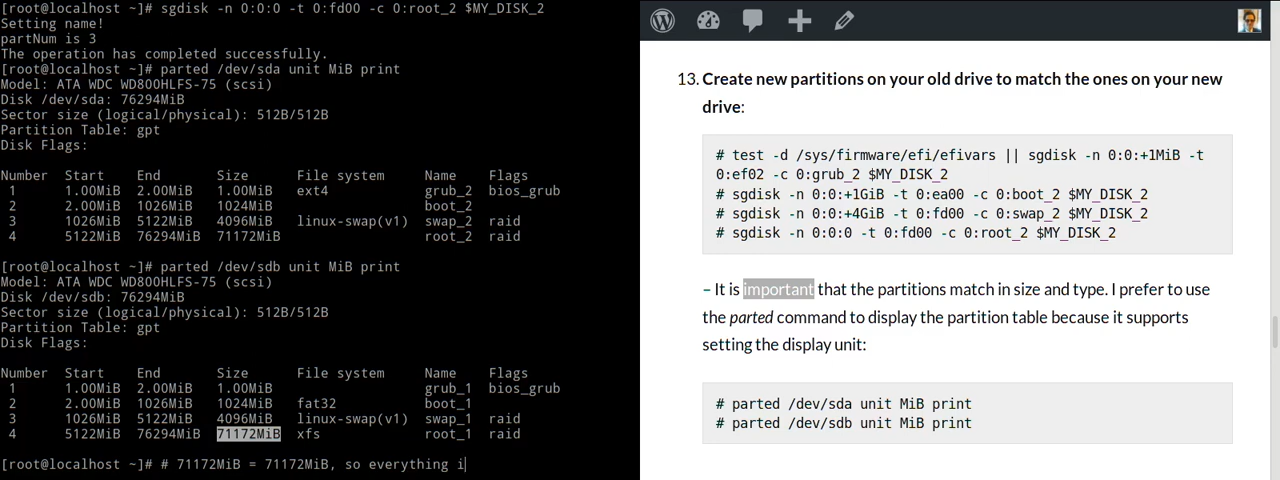 [root@localhost ~]# sgdisk -n 0:0:0 -t 0:fd00 -c 0:root_2 $MY_DISK_2
Setting name!
partNum is 3
The operation has completed successfully.
[root@localhost ~]# parted /dev/sda unit MiB print
Model: ATA WDC WD800HLFS-75 (scsi)
Disk /dev/sda: 76294MiB
Sector size (logical/physical): 512B/512B
Partition Table: gpt
Disk Flags:
Number  Start    End       Size      File system     Name    Flags
 1      1.00MiB  2.00MiB   1.00MiB   ext4            grub_2  bios_grub
 2      2.00MiB  1026MiB   1024MiB                   boot_2
 3      1026MiB  5122MiB   4096MiB   linux-swap(v1)  swap_2  raid
 4      5122MiB  76294MiB  71172MiB                  root_2  raid
[root@localhost ~]# parted /dev/sdb unit MiB print
Model: ATA WDC WD800HLFS-75 (scsi)
Disk /dev/sdb: 76294MiB
Sector size (logical/physical): 512B/512B
Partition Table: gpt
Disk Flags:
Number  Start    End       Size      File system     Name    Flags
 1      1.00MiB  2.00MiB   1.00MiB                   grub_1  bios_grub
 2      2.00MiB  1026MiB   1024MiB   fat32           boot_1
 3      1026MiB  5122MiB   4096MiB   linux-swap(v1)  swap_1  raid
 4      5122MiB  76294MiB  71172MiB  xfs             root_1  raid
[root@localhost ~]# # 71172MiB = 71172MiB, so everything i
13. Create new partitions on your old drive to match the ones on your new
drive:
# test -d /sys/firmware/efi/efivars || sgdisk -n 0:0:+1MiB -t
0:ef02 -c 0:grub_2 $MY_DISK_2
# sgdisk -n 0:0:+1GiB -t 0:ea00 -c 0:boot_2 $MY_DISK_2
# sgdisk -n 0:0:+4GiB -t 0:fd00 -c 0:swap_2 $MY_DISK_2
# sgdisk -n 0:0:0 -t 0:fd00 -c 0:root_2 $MY_DISK_2
– It is important that the partitions match in size and type. I prefer to use
the parted command to display the partition table because it supports
setting the display unit:
# parted /dev/sda unit MiB print
# parted /dev/sdb unit MiB print